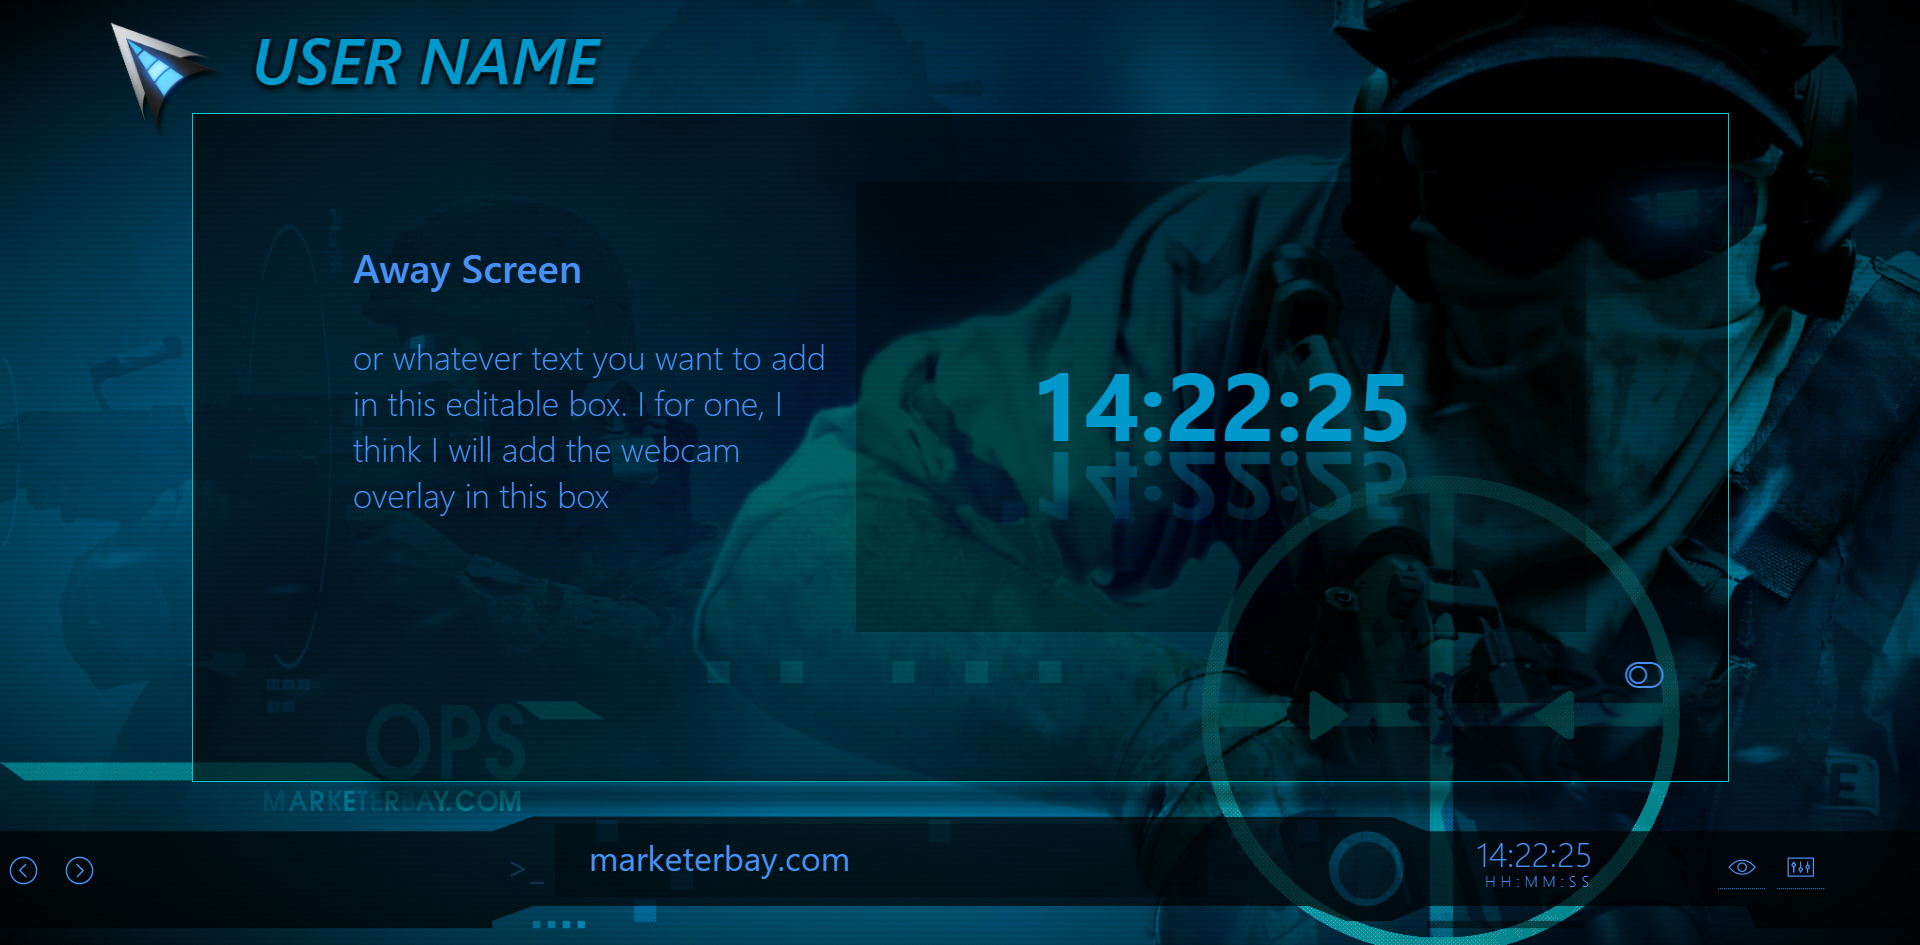 USER NAME
Away Screen
or whatever text you want to add
in this editable box. I for one, I
think I will add the webcam
overlay in this box
14:22:25
OPS
MARKETERBAY.COM
>_
marketerbay.com
14:22:25
HH:MM:SS
E